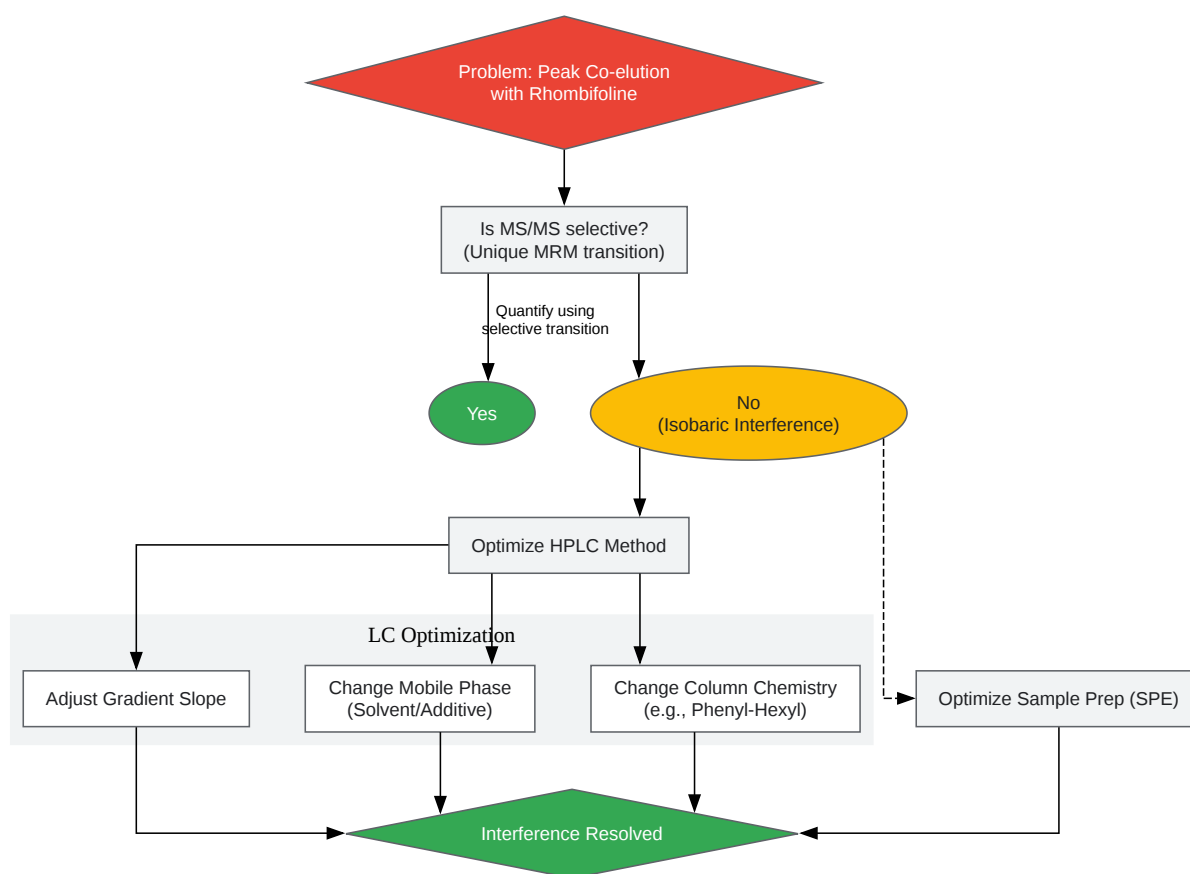 Problem: Peak Co-elution
with Rhombifoline
Is MS/MS selective?
(Unique MRM transition)
Quantify using
selective transition
Yes
No
(Isobaric Interference)
Optimize HPLC Method
LC Optimization
Adjust Gradient Slope
Change Mobile Phase
(Solvent/Additive)
Change Column Chemistry
(e.g., Phenyl-Hexyl)
Optimize Sample Prep (SPE)
Interference Resolved